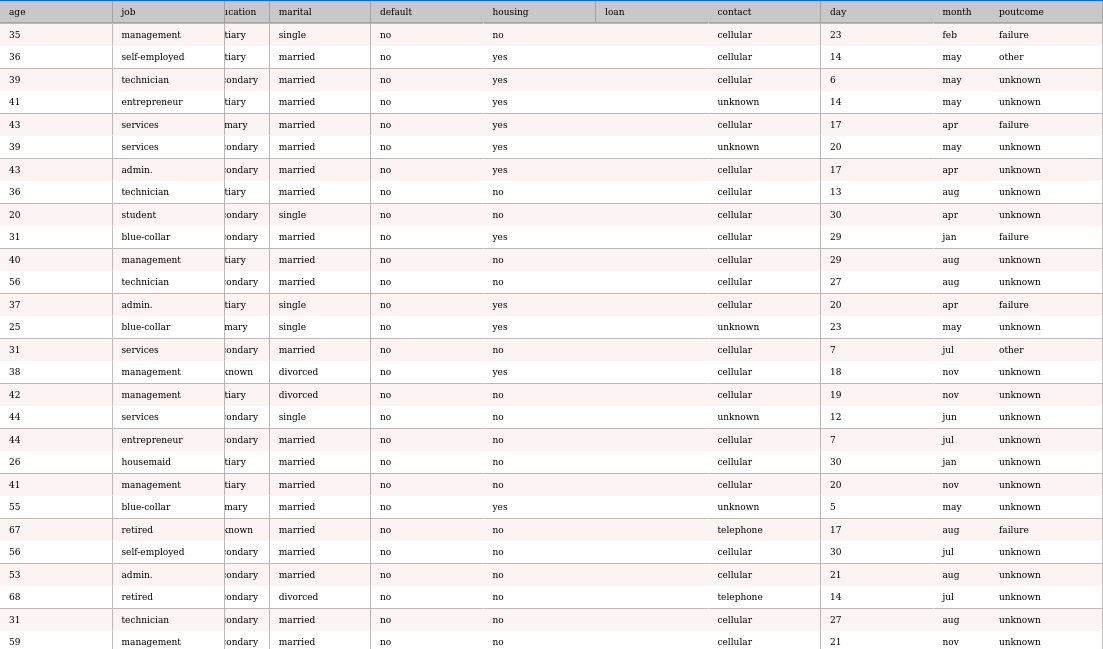 age job ucation marital default housing loan contact day month poutcome
35 management tiary single no no cellular 23 feb failure
36 self-employed tiary married no yes cellular 14 may other
39 technician condary married no yes cellular 6 may unknown
41 entrepreneur tiary married no yes unknown 14 may unknown
43 services mary married no yes cellular 17 apr failure
39 services condary married no yes unknown 20 may unknown
43 admin. condary married no yes cellular 17 apr unknown
36 technician tiary married no no cellular 13 aug unknown
20 student condary single no no cellular 30 apr unknown
31 blue-collar condary married no yes cellular 29 jan failure
40 management tiary married no no cellular 29 aug unknown
56 technician condary married no no cellular 27 aug unknown
37 admin. tiary single no yes cellular 20 apr failure
25 blue-collar mary single no yes unknown 23 may unknown
31 services condary married no no cellular 7 jul other
38 management known divorced no yes cellular 18 nov unknown
42 management tiary divorced no no cellular 19 nov unknown
44 services condary single no no unknown 12 jun unknown
44 entrepreneur condary married no no cellular 7 jul unknown
26 housemaid tiary married no no cellular 30 jan unknown
41 management tiary married no no cellular 20 nov unknown
55 blue-collar mary married no yes unknown 5 may unknown
67 retired known married no no telephone 17 aug failure
56 self-employed condary married no no cellular 30 jul unknown
53 admin. condary married no no cellular 21 aug unknown
68 retired condary divorced no no telephone 14 jul unknown
31 technician condary married no no cellular 27 aug unknown
59 management condary married no no cellular 21 nov unknown